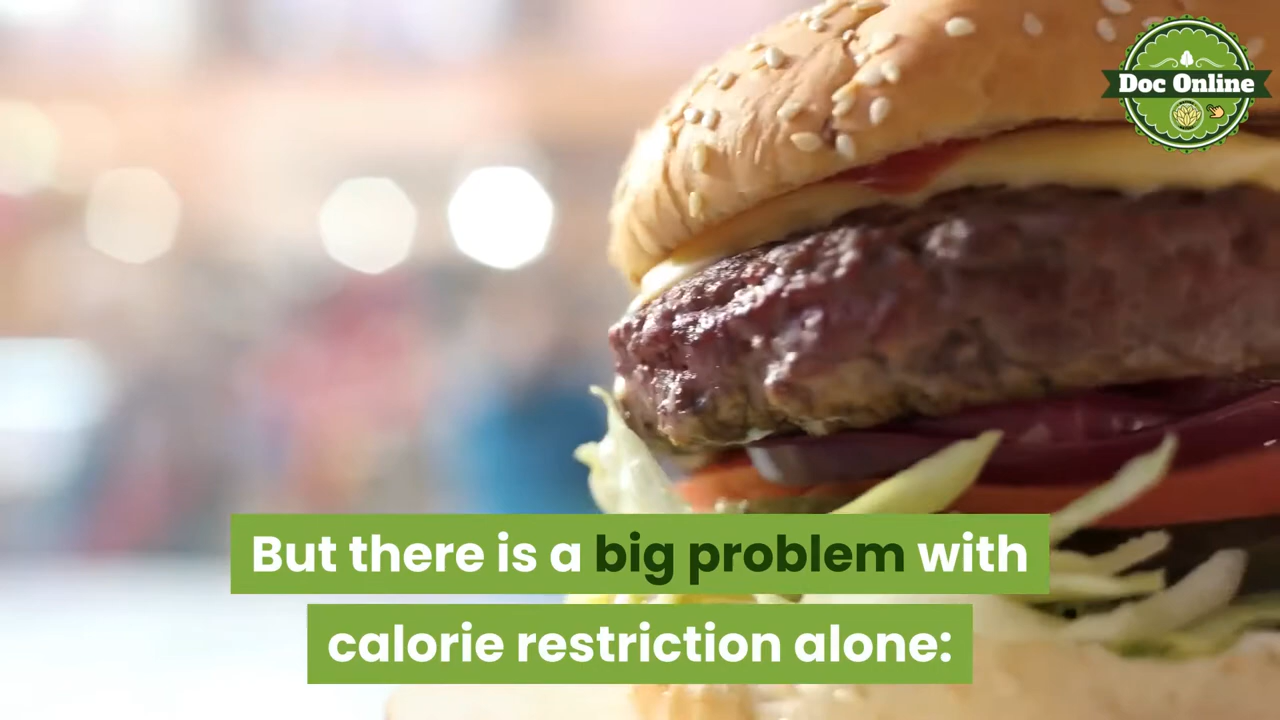 Doc Online
But there is a big problem with
calorie restriction alone: